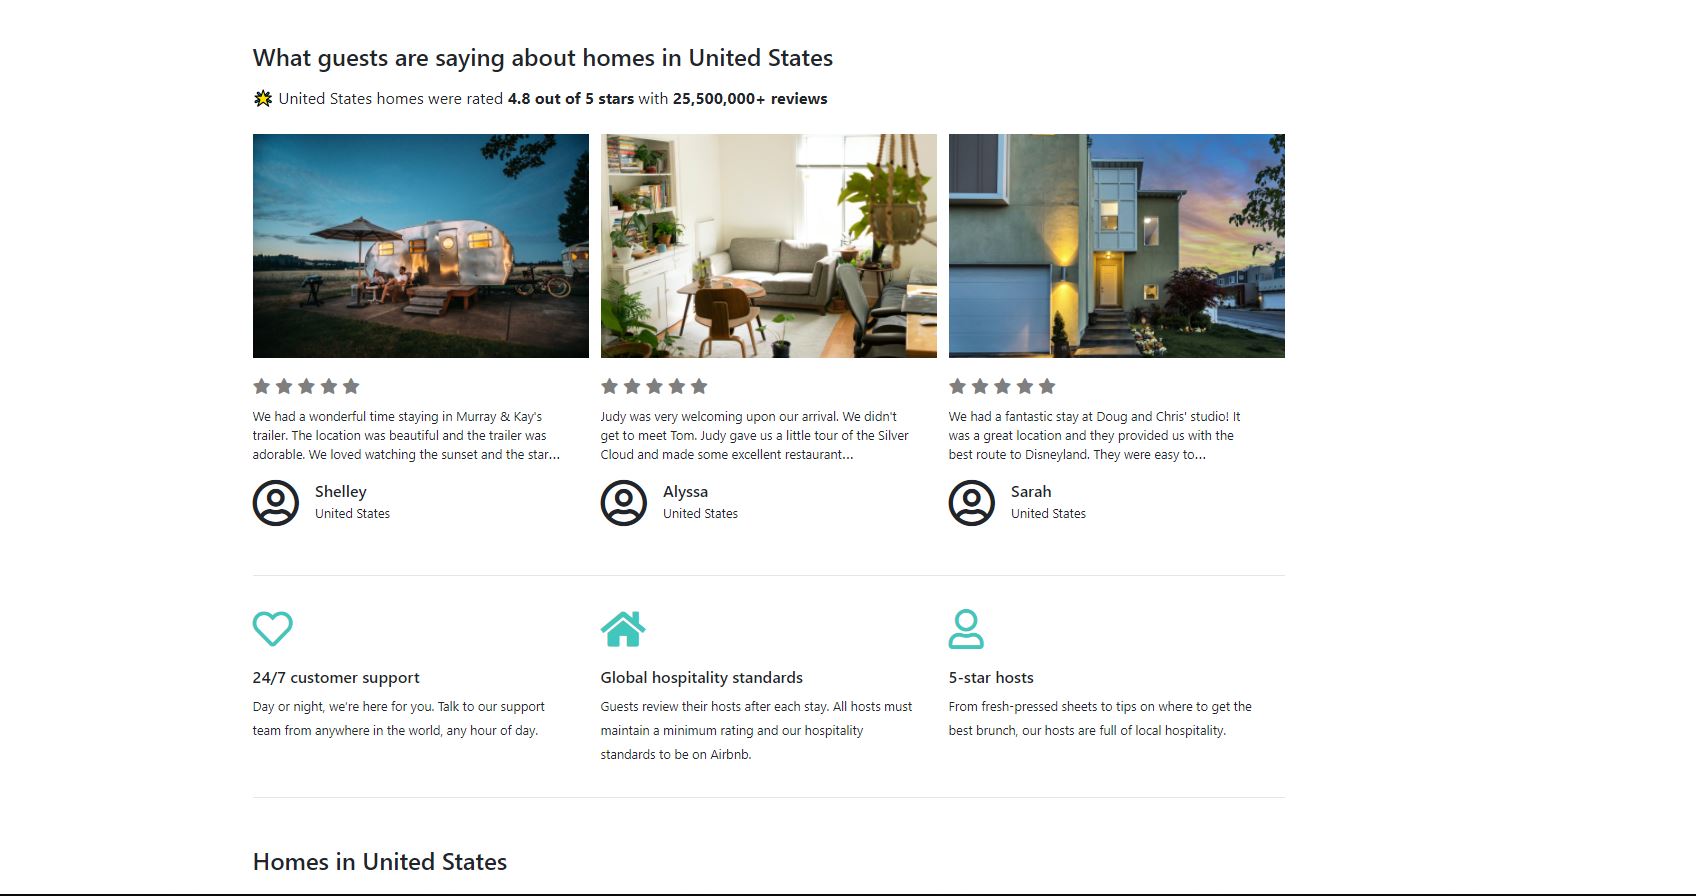 What guests are saying about homes in United States
United States homes were rated 4.8 out of 5 stars with 25,500,000+ reviews
We had a wonderful time staying in Murray & Kay's
trailer. The location was beautiful and the trailer was
adorable. We loved watching the sunset and the star...
Shelley
United States
Judy was very welcoming upon our arrival. We didn't
get to meet Tom. Judy gave us a little tour of the Silver
Cloud and made some excellent restaurant...
Alyssa
United States
We had a fantastic stay at Doug and Chris' studio! It
was a great location and they provided us with the
best route to Disneyland. They were easy to...
Sarah
United States
24/7 customer support
Day or night, we're here for you. Talk to our support
team from anywhere in the world, any hour of day.
Global hospitality standards
Guests review their hosts after each stay. All hosts must
maintain a minimum rating and our hospitality
standards to be on Airbnb.
5-star hosts
From fresh-pressed sheets to tips on where to get the
best brunch, our hosts are full of local hospitality.
Homes in United States